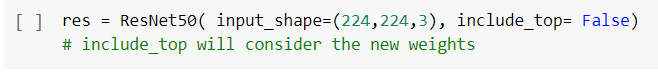 [ ] res = ResNet50( input_shape=(224,224,3), include_top= False)
# include_top will consider the new weights